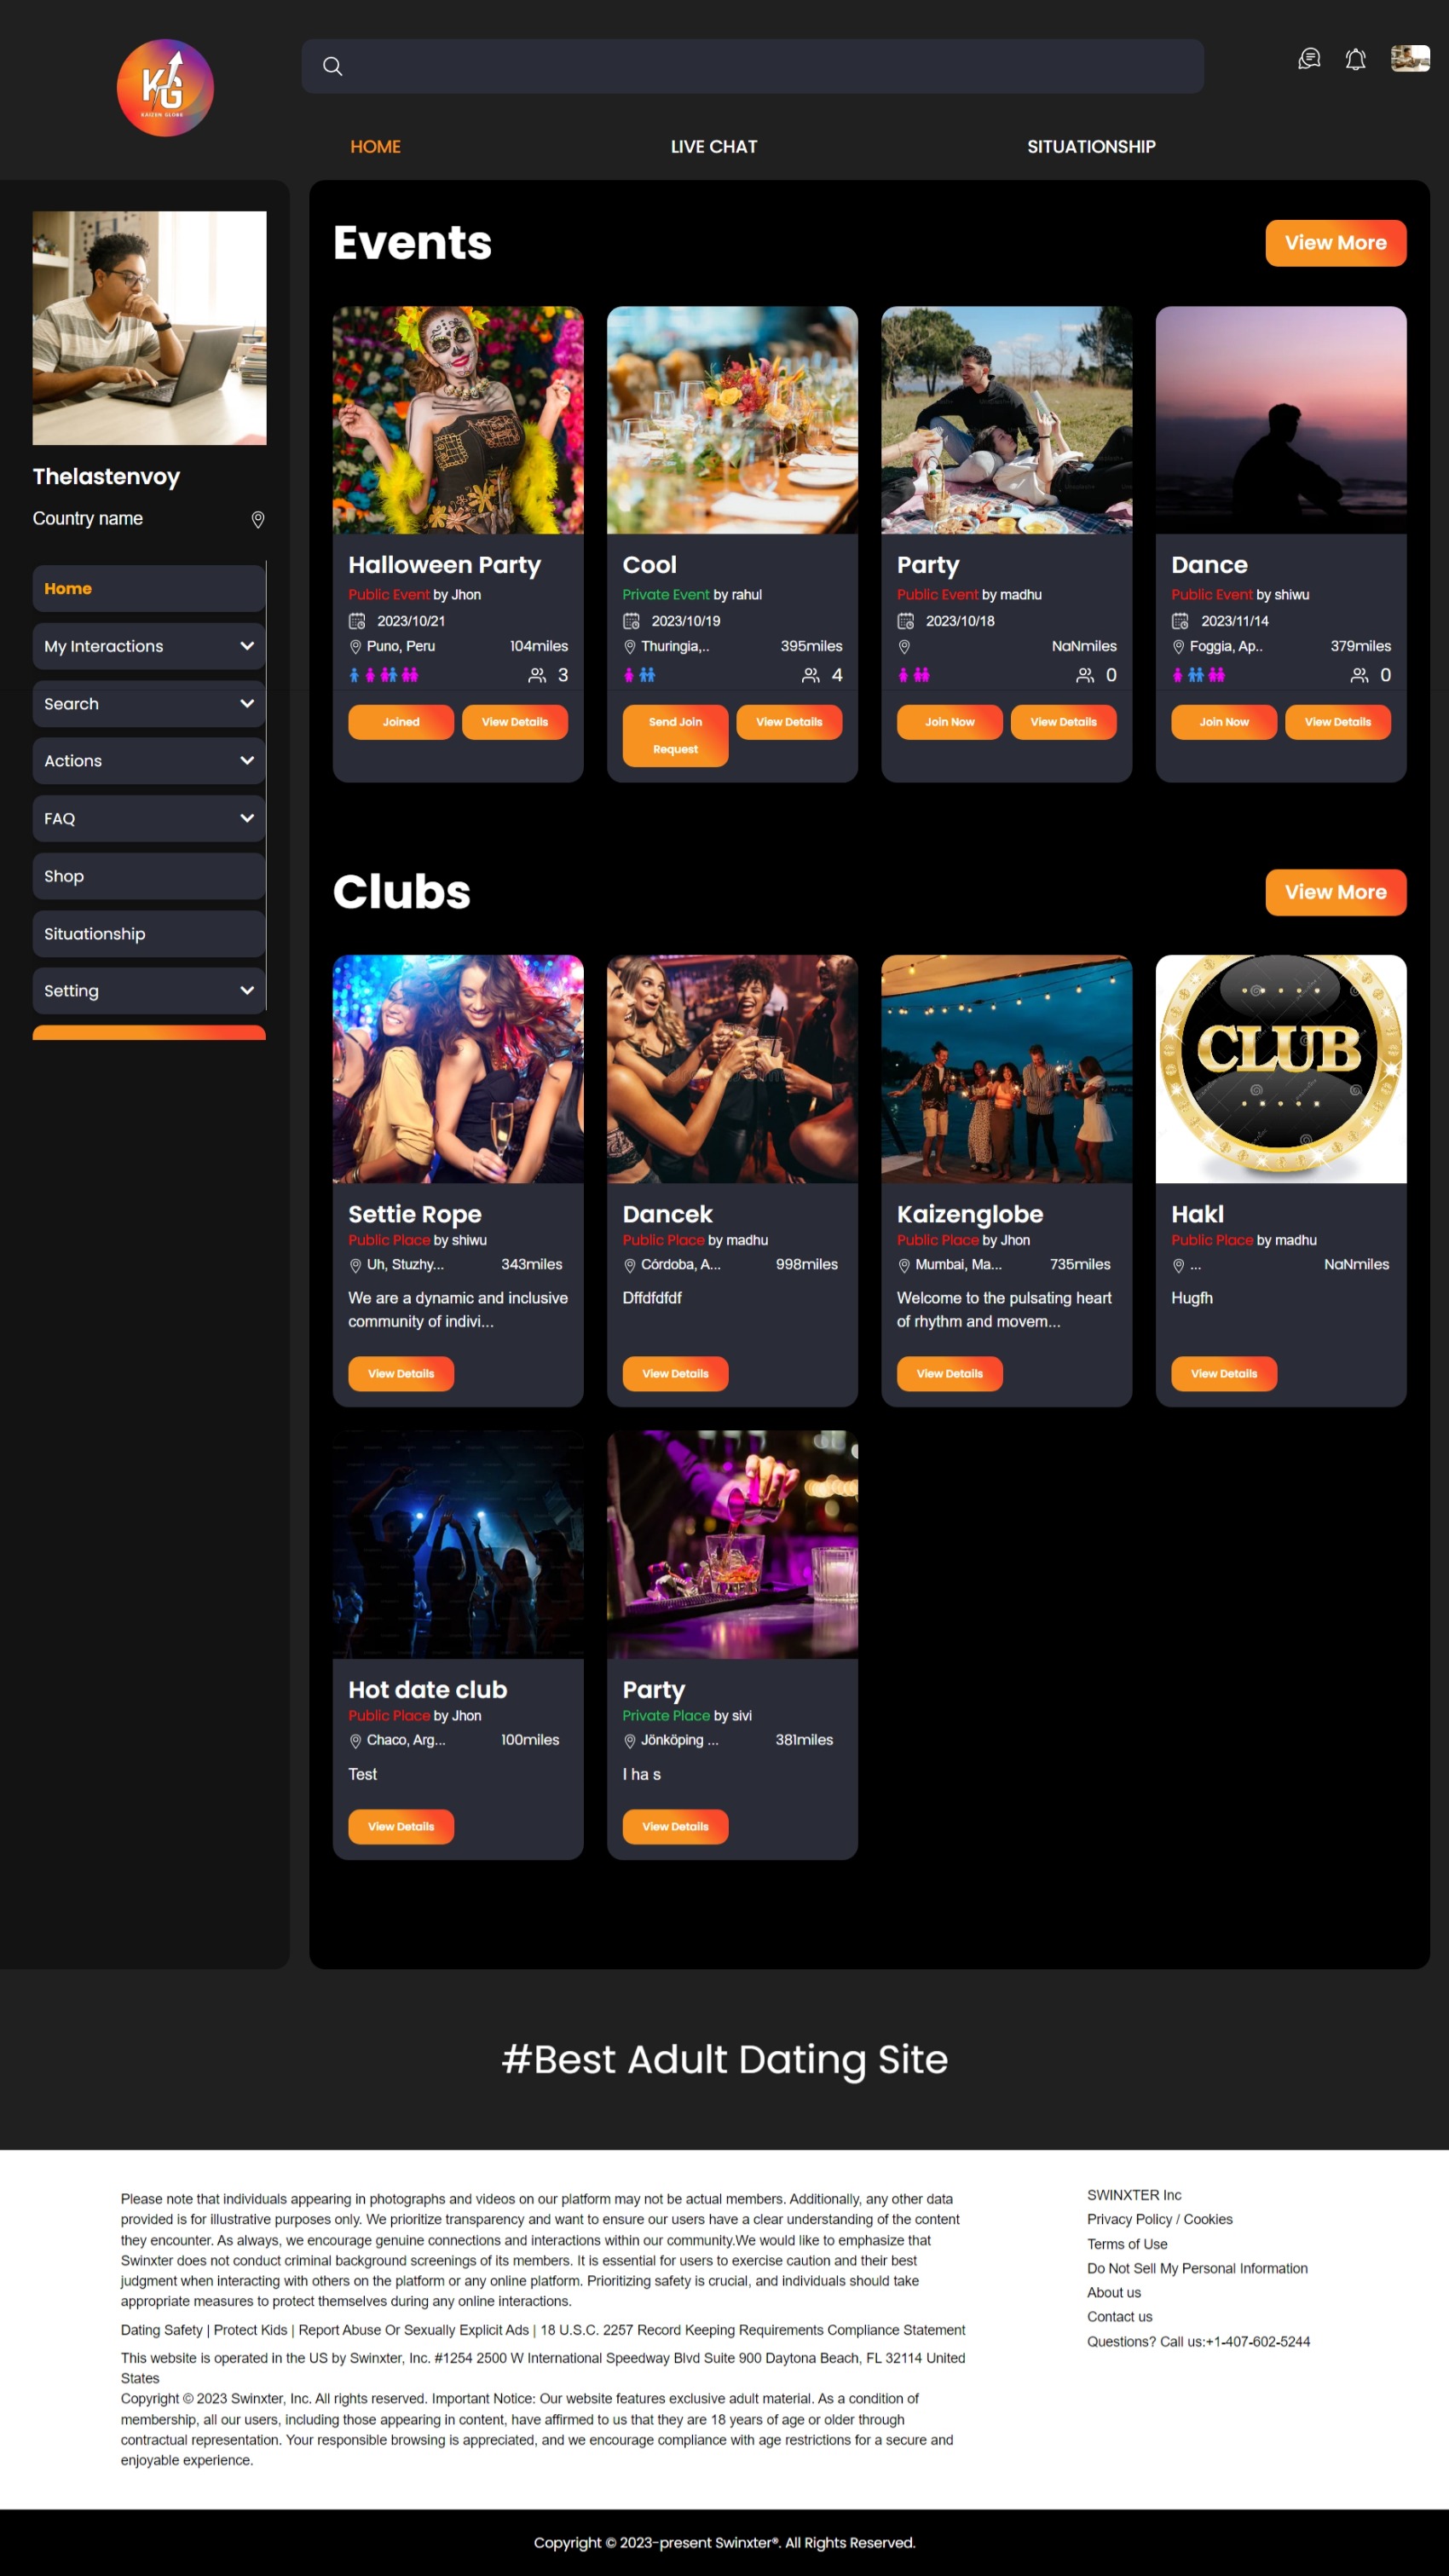 KG
KAIZEN GLOBE
HOME
LIVE CHAT
SITUATIONSHIP
Thelastenvoy
Country name
Home
My Interactions
Search
Actions
FAQ
Shop
Situationship
Setting
Events
View More
Halloween Party
Public Event by Jhon
2023/10/21
Puno, Peru 104miles
3
Joined View Details
Cool
Private Event by rahul
2023/10/19
Thuringia,.. 395miles
4
Send Join
Request
View Details
Party
Public Event by madhu
2023/10/18
NaNmiles
0
Join Now View Details
Dance
Public Event by shiwu
2023/11/14
Foggia, Ap.. 379miles
0
Join Now View Details
Clubs
View More
Settie Rope
Public Place by shiwu
Uh, Stuzhy... 343miles
We are a dynamic and inclusive
community of indivi...
View Details
Dancek
Public Place by madhu
Córdoba, A... 998miles
Dffdfdfdf
View Details
Kaizenglobe
Public Place by Jhon
Mumbai, Ma... 735miles
Welcome to the pulsating heart
of rhythm and movem...
View Details
CLUB
Hakl
Public Place by madhu
... NaNmiles
Hugfh
View Details
Hot date club
Public Place by Jhon
Chaco, Arg... 100miles
Test
View Details
Party
Private Place by sivi
Jönköping ... 381miles
I ha s
View Details
#Best Adult Dating Site
Please note that individuals appearing in photographs and videos on our platform may not be actual members. Additionally, any other data
provided is for illustrative purposes only. We prioritize transparency and want to ensure our users have a clear understanding of the content
they encounter. As always, we encourage genuine connections and interactions within our community.We would like to emphasize that
Swinxter does not conduct criminal background screenings of its members. It is essential for users to exercise caution and their best
judgment when interacting with others on the platform or any online platform. Prioritizing safety is crucial, and individuals should take
appropriate measures to protect themselves during any online interactions.
Dating Safety | Protect Kids | Report Abuse Or Sexually Explicit Ads | 18 U.S.C. 2257 Record Keeping Requirements Compliance Statement
This website is operated in the US by Swinxter, Inc. #1254 2500 W International Speedway Blvd Suite 900 Daytona Beach, FL 32114 United
States
Copyright © 2023 Swinxter, Inc. All rights reserved. Important Notice: Our website features exclusive adult material. As a condition of
membership, all our users, including those appearing in content, have affirmed to us that they are 18 years of age or older through
contractual representation. Your responsible browsing is appreciated, and we encourage compliance with age restrictions for a secure and
enjoyable experience.
SWINXTER Inc
Privacy Policy / Cookies
Terms of Use
Do Not Sell My Personal Information
About us
Contact us
Questions? Call us:+1-407-602-5244
Copyright © 2023-present Swinxter®. All Rights Reserved.